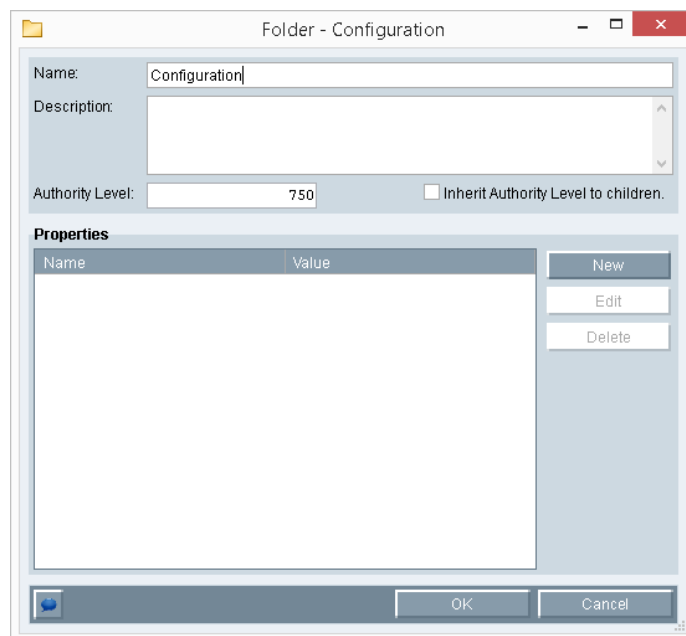 Folder - Configuration
Name: Configuration
Description:
Authority Level: 750 Inherit Authority Level to children.
Properties
Name Value
New
Edit
Delete
OK Cancel